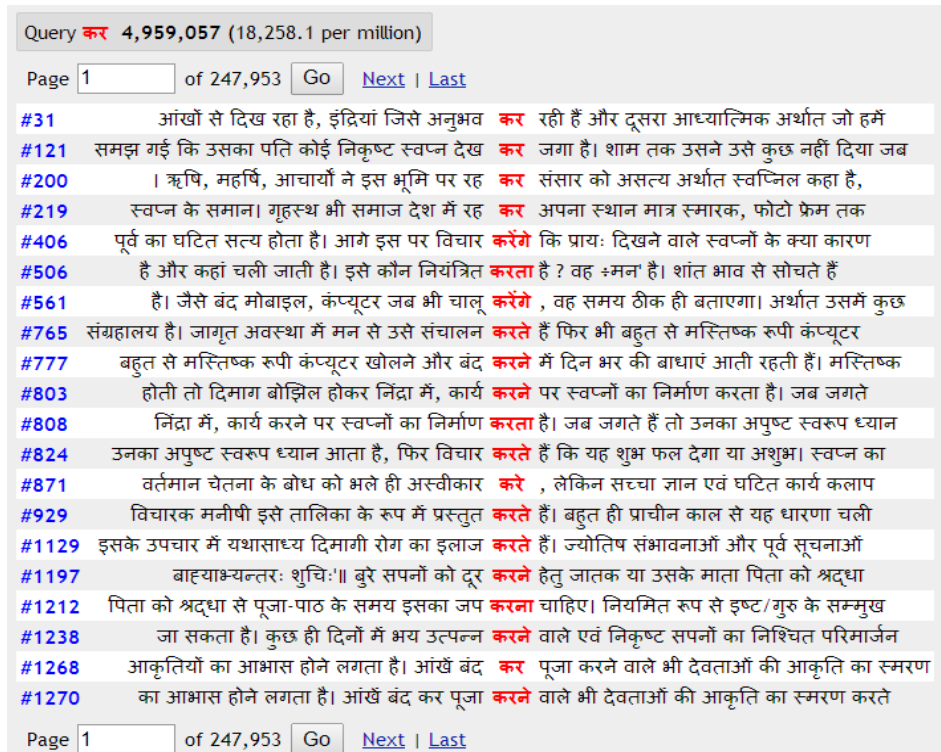 Query कर 4,959,057 (18,258.1 per million)
Page 1 of 247,953 Go Next | Last
#31 आंखों से दिख रहा है, इंद्रियां जिसे अनुभव कर रही हैं और दूसरा आध्यात्मिक अर्थात जो हमें
#121 समझ गई कि उसका पति कोई निकृष्ट स्वप्न देख कर जगा है। शाम तक उसने उसे कुछ नहीं दिया जब
#200 । ऋषि, महर्षि, आचार्यों ने इस भूमि पर रह कर संसार को असत्य अर्थात स्वप्निल कहा है,
#219 स्वप्न के समान। गृहस्थ भी समाज देश में रह कर अपना स्थान मात्र स्मारक, फोटो फ्रेम तक
#406 पूर्व का घटित सत्य होता है। आगे इस पर विचार करेंगे कि प्रायः दिखने वाले स्वप्नों के क्या कारण
#506 है और कहां चली जाती है। इसे कौन नियंत्रित करता है ? वह ÷मन' है। शांत भाव से सोचते हैं
#561 है। जैसे बंद मोबाइल, कंप्यूटर जब भी चालू करेंगे , वह समय ठीक ही बताएगा। अर्थात उसमें कुछ
#765 संग्रहालय है। जागृत अवस्था में मन से उसे संचालन करते हैं फिर भी बहुत से मस्तिष्क रूपी कंप्यूटर
#777 बहुत से मस्तिष्क रूपी कंप्यूटर खोलने और बंद करने में दिन भर की बाधाएं आती रहती हैं। मस्तिष्क
#803 होती तो दिमाग बोझिल होकर निंद्रा में, कार्य करने पर स्वप्नों का निर्माण करता है। जब जगते
#808 निंद्रा में, कार्य करने पर स्वप्नों का निर्माण करता है। जब जगते हैं तो उनका अपुष्ट स्वरूप ध्यान
#824 उनका अपुष्ट स्वरूप ध्यान आता है, फिर विचार करते हैं कि यह शुभ फल देगा या अशुभ। स्वप्न का
#871 वर्तमान चेतना के बोध को भले ही अस्वीकार करे , लेकिन सच्चा ज्ञान एवं घटित कार्य कलाप
#929 विचारक मनीषी इसे तालिका के रूप में प्रस्तुत करते हैं। बहुत ही प्राचीन काल से यह धारणा चली
#1129 इसके उपचार में यथासाध्य दिमागी रोग का इलाज करते हैं। ज्योतिष संभावनाओं और पूर्व सूचनाओं
#1197 बाह्याभ्यन्तरः शुचिः'॥ बुरे सपनों को दूर करने हेतु जातक या उसके माता पिता को श्रद्धा
#1212 पिता को श्रद्धा से पूजा-पाठ के समय इसका जप करना चाहिए। नियमित रूप से इष्ट/गुरु के सम्मुख
#1238 जा सकता है। कुछ ही दिनों में भय उत्पन्न करने वाले एवं निकृष्ट सपनों का निश्चित परिमार्जन
#1268 आकृतियों का आभास होने लगता है। आंखें बंद कर पूजा करने वाले भी देवताओं की आकृति का स्मरण
#1270 का आभास होने लगता है। आंखें बंद कर पूजा करने वाले भी देवताओं की आकृति का स्मरण करते
Page 1 of 247,953 Go Next | Last